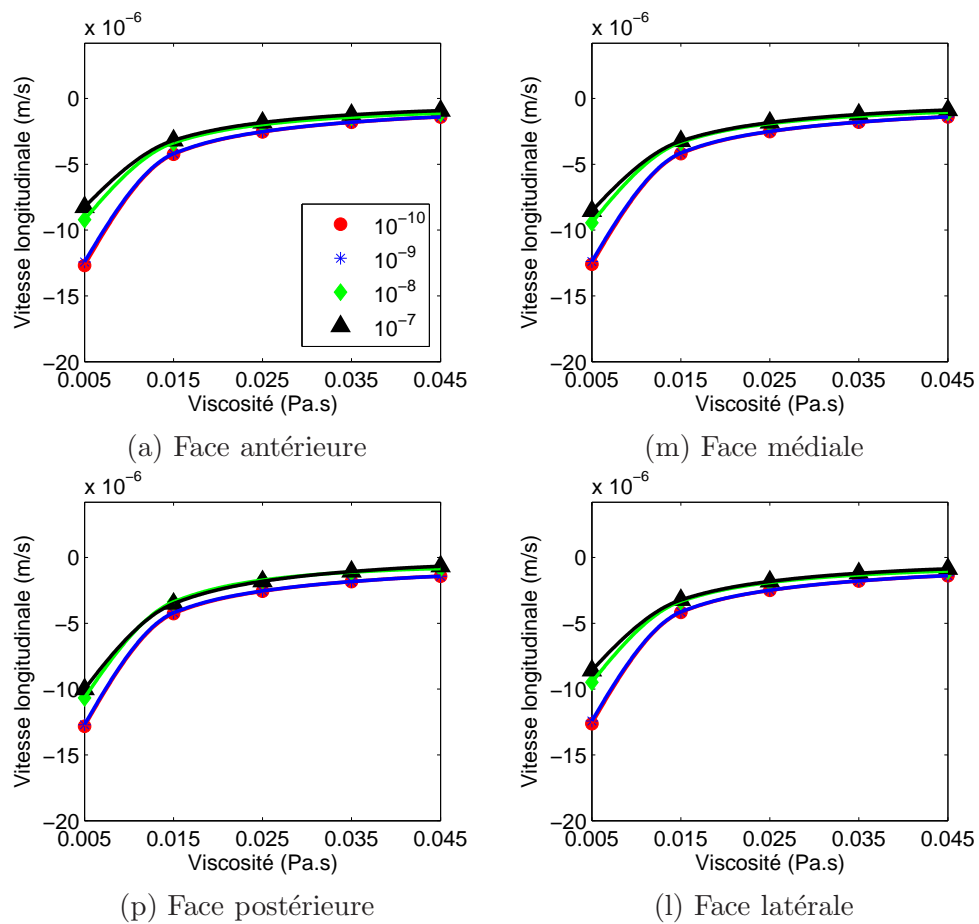 x 10⁻⁶
Vitesse longitudinale (m/s)
0
−5
−10
−15
−20
0.005 0.015 0.025 0.035 0.045
Viscosité (Pa.s)
10⁻¹⁰
10⁻⁹
10⁻⁸
10⁻⁷
(a) Face antérieure
x 10⁻⁶
Vitesse longitudinale (m/s)
0
−5
−10
−15
−20
0.005 0.015 0.025 0.035 0.045
Viscosité (Pa.s)
(m) Face médiale
x 10⁻⁶
Vitesse longitudinale (m/s)
0
−5
−10
−15
−20
0.005 0.015 0.025 0.035 0.045
Viscosité (Pa.s)
(p) Face postérieure
x 10⁻⁶
Vitesse longitudinale (m/s)
0
−5
−10
−15
−20
0.005 0.015 0.025 0.035 0.045
Viscosité (Pa.s)
(l) Face latérale